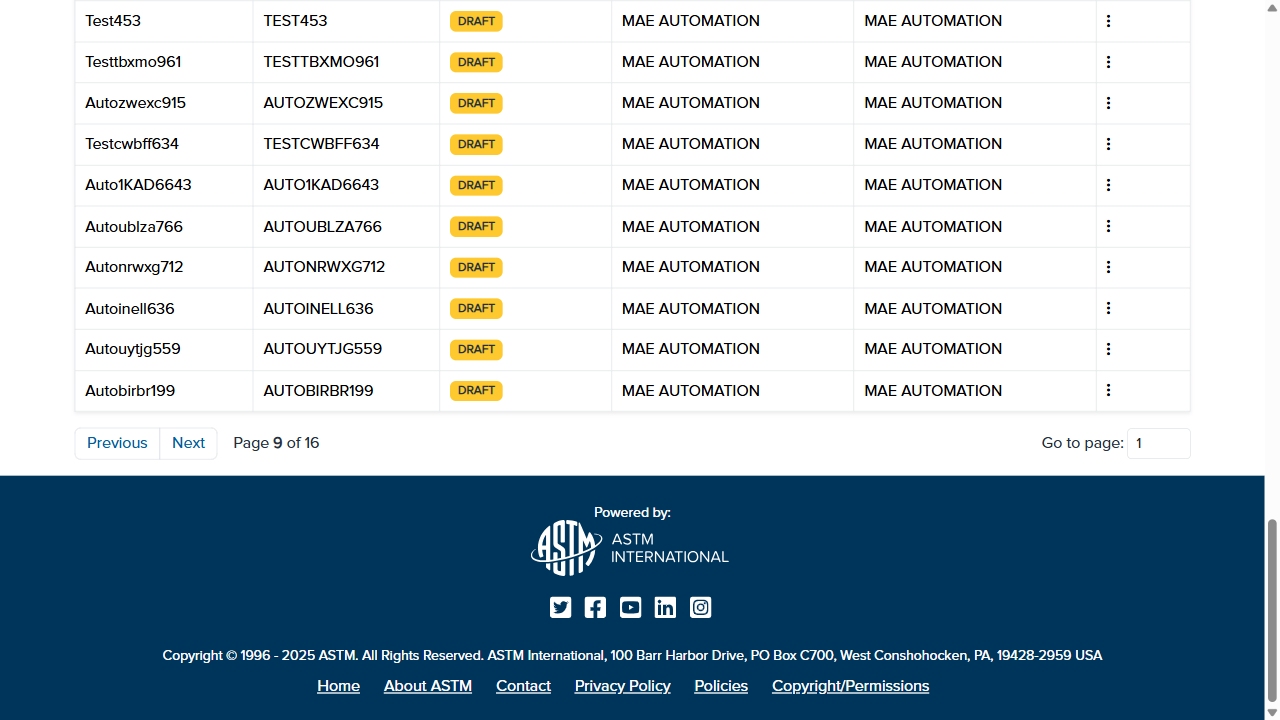 Test453 TEST453 DRAFT MAE AUTOMATION MAE AUTOMATION
Testtbxmo961 TESTTBXMO961 DRAFT MAE AUTOMATION MAE AUTOMATION
Autozwexc915 AUTOZWEXC915 DRAFT MAE AUTOMATION MAE AUTOMATION
Testcwbff634 TESTCWBFF634 DRAFT MAE AUTOMATION MAE AUTOMATION
Auto1KAD6643 AUTO1KAD6643 DRAFT MAE AUTOMATION MAE AUTOMATION
Autoublza766 AUTOUBLZA766 DRAFT MAE AUTOMATION MAE AUTOMATION
Autonrwxg712 AUTONRWXG712 DRAFT MAE AUTOMATION MAE AUTOMATION
Autoinell636 AUTOINELL636 DRAFT MAE AUTOMATION MAE AUTOMATION
Autouytjg559 AUTOUYTJG559 DRAFT MAE AUTOMATION MAE AUTOMATION
Autobirbr199 AUTOBIRBR199 DRAFT MAE AUTOMATION MAE AUTOMATION
Previous Next Page 9 of 16 Go to page: 1
Powered by:
ASTM ASTM
INTERNATIONAL
Copyright © 1996 - 2025 ASTM. All Rights Reserved. ASTM International, 100 Barr Harbor Drive, PO Box C700, West Conshohocken, PA, 19428-2959 USA
Home About ASTM Contact Privacy Policy Policies Copyright/Permissions